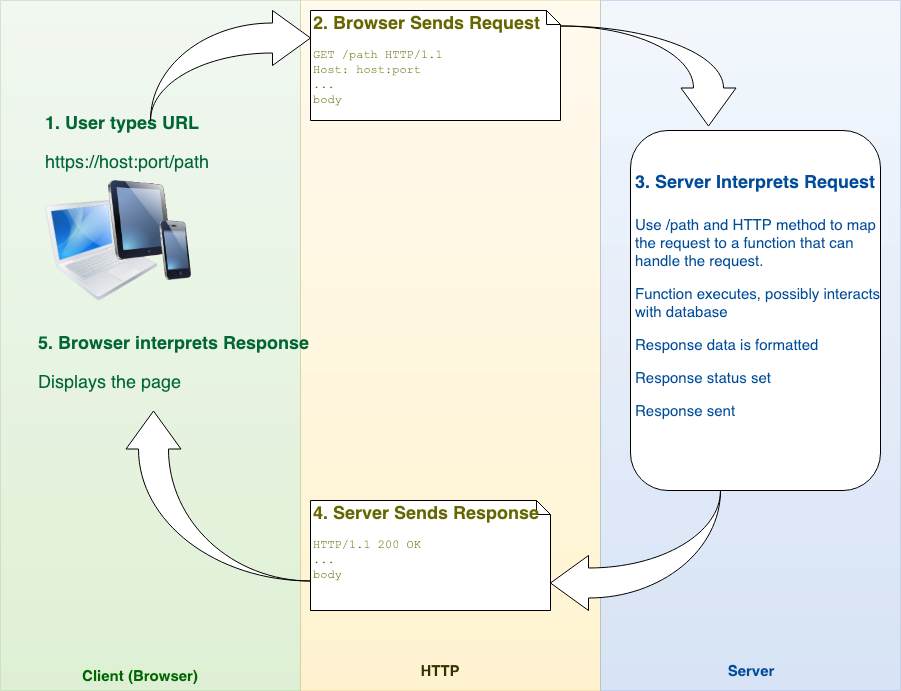 1. User types URL
https://host:port/path
2. Browser Sends Request
GET /path HTTP/1.1
Host: host:port
...
body
3. Server Interprets Request
Use /path and HTTP method to map
the request to a function that can
handle the request.
Function executes, possibly interacts
with database
Response data is formatted
Response status set
Response sent
4. Server Sends Response
HTTP/1.1 200 OK
...
body
5. Browser interprets Response
Displays the page
Client (Browser)
HTTP
Server